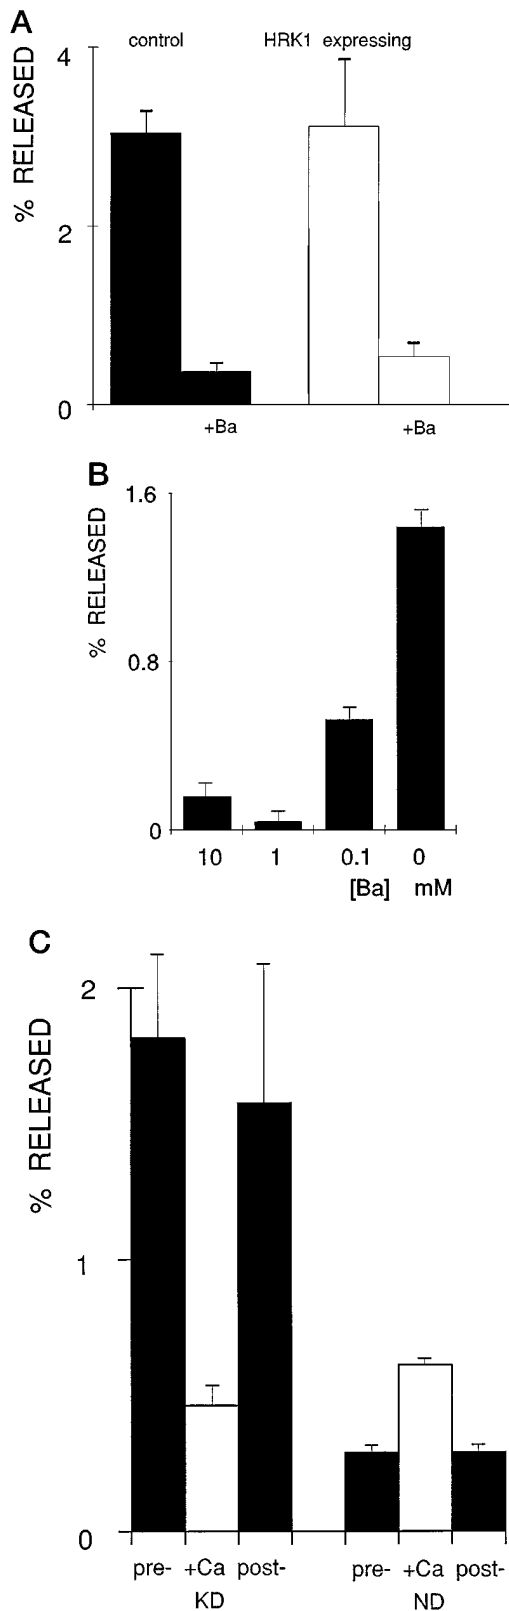 A
control HRK1 expressing
% RELEASED
4
2
0
+Ba +Ba
B
% RELEASED
1.6
0.8
0
10 1 0.1 0
[Ba] mM
C
% RELEASED
2
1
0
pre- +Ca post- pre- +Ca post-
KD ND